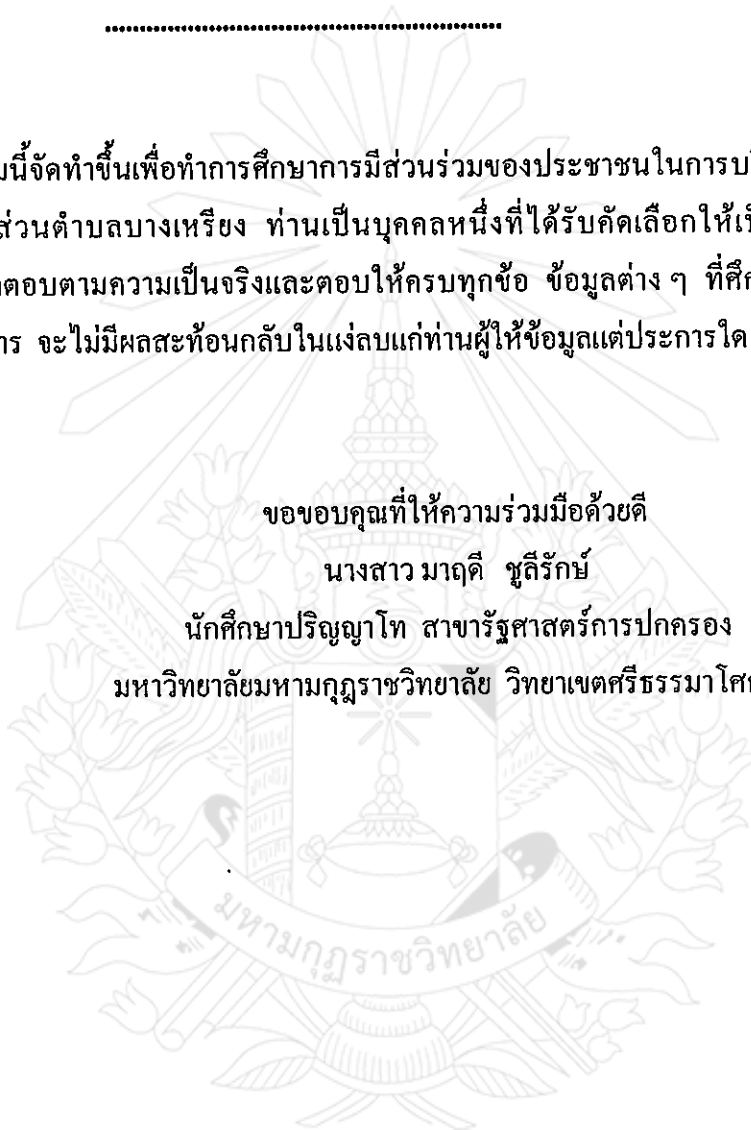 มนี้จัดทำขึ้นเพื่อทำการศึกษาการมีส่วนร่วมของประชาชนในการบ
ส่วนตำบลบางเหรียง ท่านเป็นบุคคลหนึ่งที่ได้รับคัดเลือกให้เ
ตอบตามความเป็นจริงและตอบให้ครบทุกข้อ ข้อมูลต่าง ๆ ที่ศึก
าร จะไม่มีผลสะท้อนกลับในแง่ลบแก่ท่านผู้ให้ข้อมูลแต่ประการใด
ขอขอบคุณที่ให้ความร่วมมือด้วยดี
นางสาว มาฤดี ชูลีรักษ์
นักศึกษาปริญญาโท สาขารัฐศาสตร์การปกครอง
มหาวิทยาลัยมหามกุฎราชวิทยาลัย วิทยาเขตศรีธรรมาโศก
มหามกุฏราชวิทยาลัย